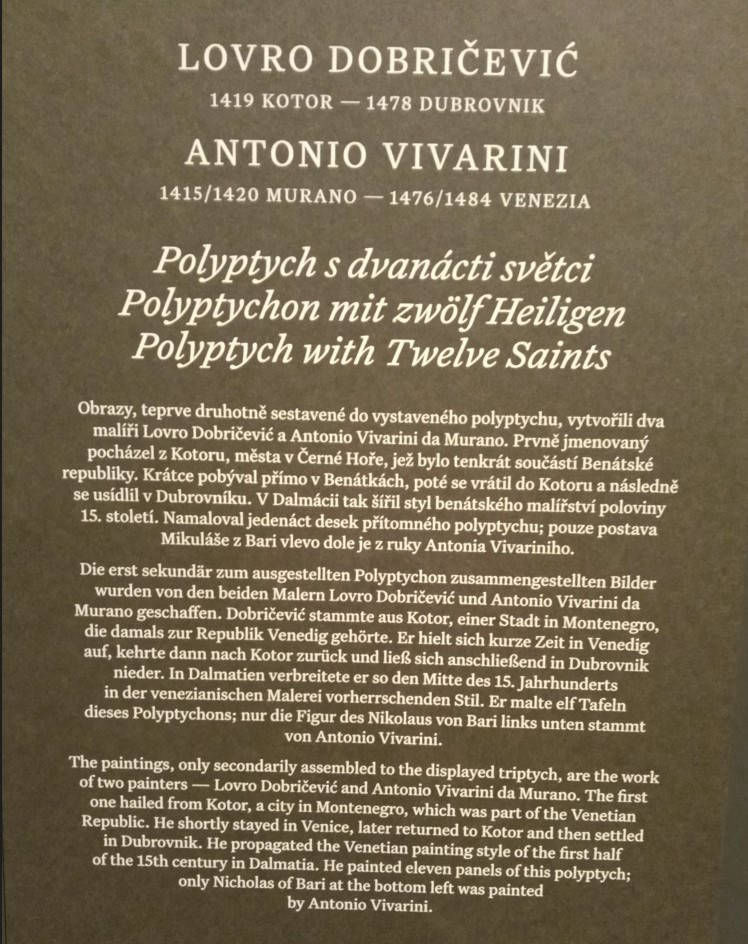 LOVRO DOBRIČEVIĆ
1419 KOTOR — 1478 DUBROVNIK
ANTONIO VIVARINI
1415/1420 MURANO — 1476/1484 VENEZIA
Polyptych s dvanácti světci
Polyptychon mit zwölf Heiligen
Polyptych with Twelve Saints
Obrazy, teprve druhotně sestavené do vystaveného polyptychu, vytvořili dva
malíři Lovro Dobričević a Antonio Vivarini da Murano. Prvně jmenovaný
pocházel z Kotoru, města v Černé Hoře, jež bylo tenkrát součástí Benátské
republiky. Krátce pobýval přímo v Benátkách, poté se vrátil do Kotoru a následně
se usídlil v Dubrovníku. V Dalmácii tak šířil styl benátského malířství poloviny
15. století. Namaloval jedenáct desek přítomného polyptychu; pouze postava
Mikuláše z Bari vlevo dole je z ruky Antonia Vivariniho.
Die erst sekundär zum ausgestellten Polyptychon zusammengestellten Bilder
wurden von den beiden Malern Lovro Dobričević und Antonio Vivarini da
Murano geschaffen. Dobričević stammte aus Kotor, einer Stadt in Montenegro,
die damals zur Republik Venedig gehörte. Er hielt sich kurze Zeit in Venedig
auf, kehrte dann nach Kotor zurück und ließ sich anschließend in Dubrovnik
nieder. In Dalmatien verbreitete er so den Mitte des 15. Jahrhunderts
in der venezianischen Malerei vorherrschenden Stil. Er malte elf Tafeln
dieses Polyptychons; nur die Figur des Nikolaus von Bari links unten stammt
von Antonio Vivarini.
The paintings, only secondarily assembled to the displayed triptych, are the work
of two painters — Lovro Dobričević and Antonio Vivarini da Murano. The first
one hailed from Kotor, a city in Montenegro, which was part of the Venetian
Republic. He shortly stayed in Venice, later returned to Kotor and then settled
in Dubrovnik. He propagated the Venetian painting style of the first half
of the 15th century in Dalmatia. He painted eleven panels of this polyptych;
only Nicholas of Bari at the bottom left was painted
by Antonio Vivarini.